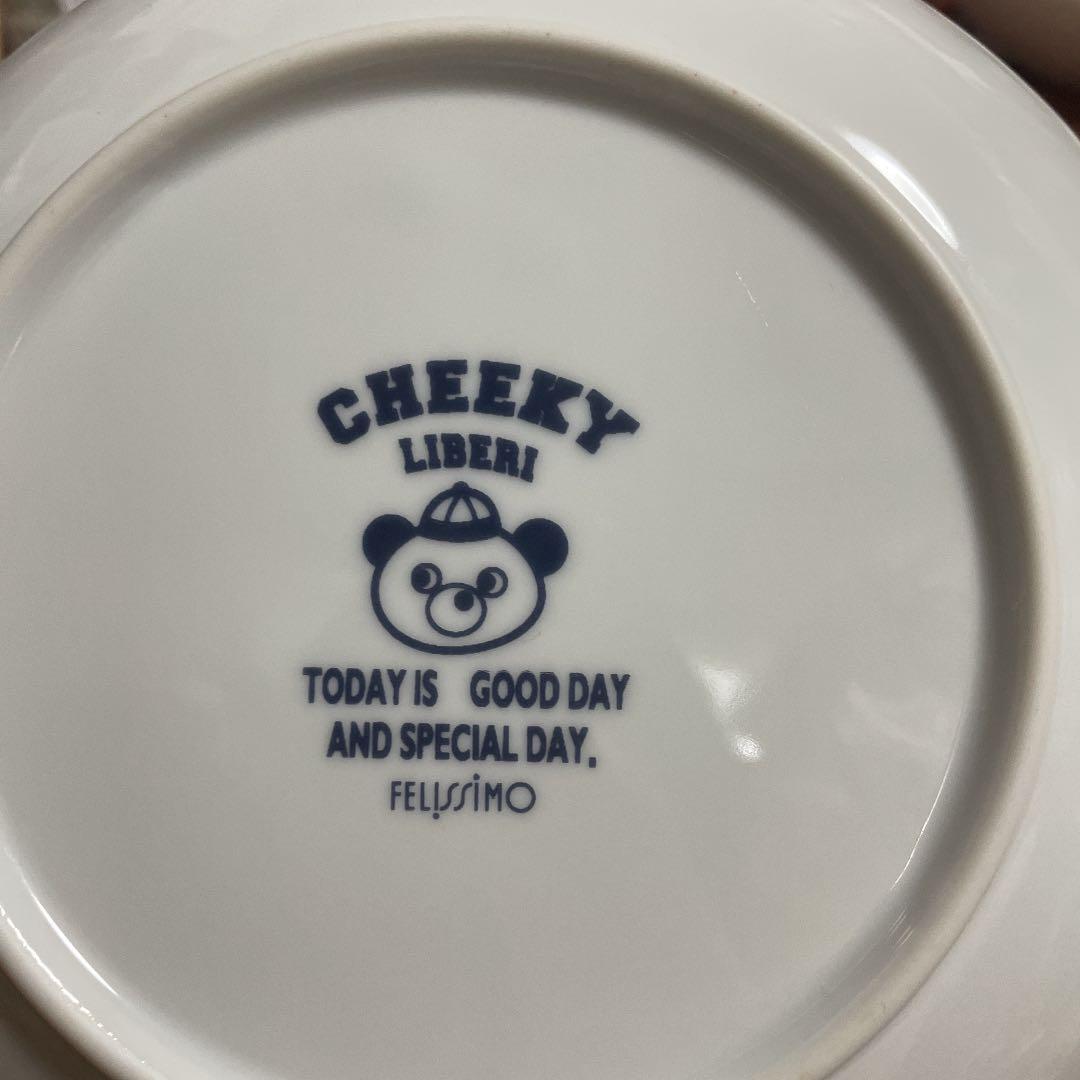 CHEEKY
LIBERI
TODAY IS GOOD DAY
AND SPECIAL DAY.
FELISSIMO